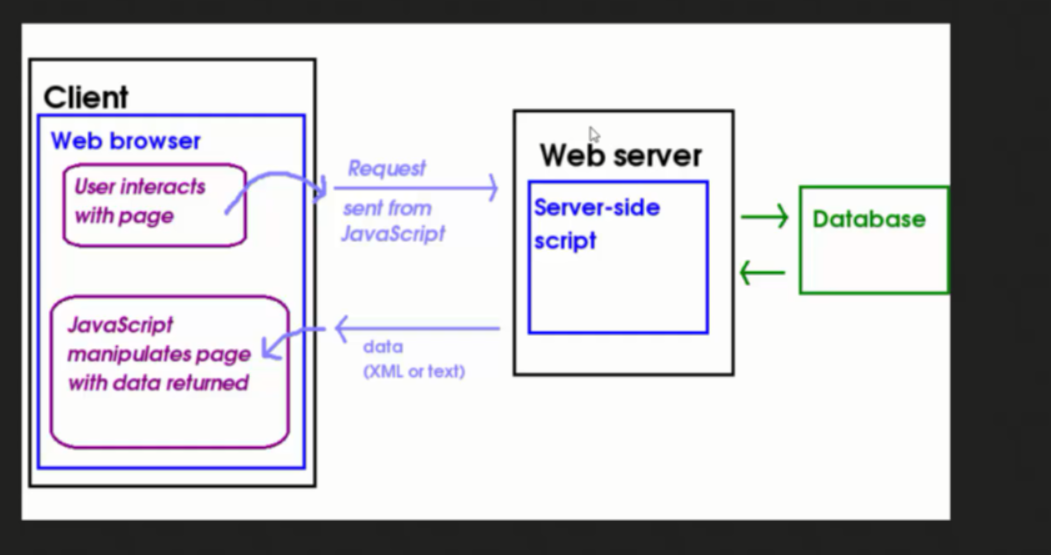 Client
Web browser
User interacts
with page
Request
sent from
JavaScript
Web server
Server-side
script
Database
JavaScript
manipulates page
with data returned
data
(XML or text)